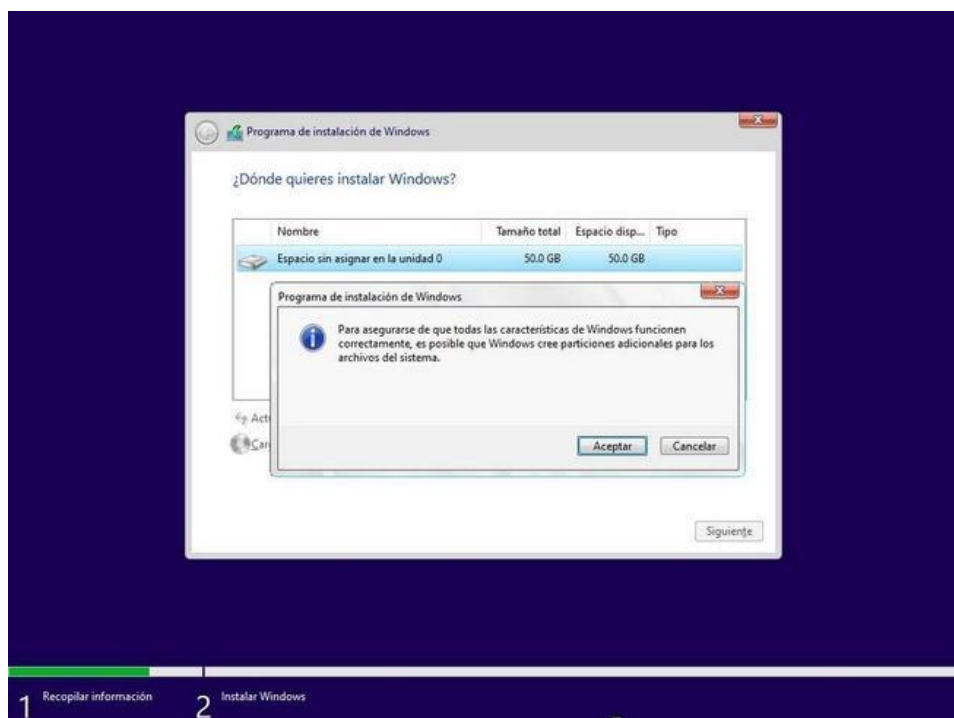 Programa de instalación de Windows
¿Dónde quieres instalar Windows?
Nombre Tamaño total Espacio disp... Tipo
Espacio sin asignar en la unidad 0 50.0 GB 50.0 GB
Programa de instalación de Windows
Para asegurarse de que todas las características de Windows funcionen
correctamente, es posible que Windows cree particiones adicionales para los
archivos del sistema.
Aceptar Cancelar
Siguiente
1 Recopilar información 2 Instalar Windows